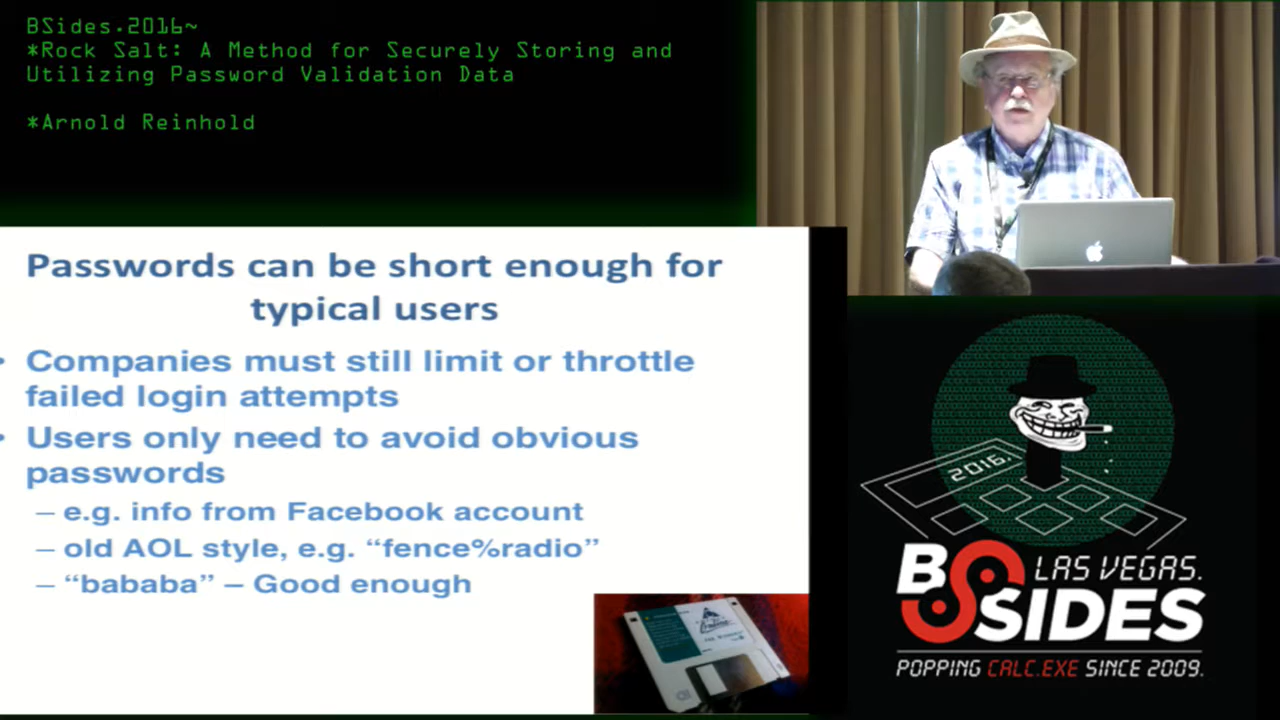 BSides.2016~
*Rock Salt: A Method for Securely Storing and
Utilizing Password Validation Data
*Arnold Reinhold
Passwords can be short enough for
typical users
• Companies must still limit or throttle
failed login attempts
• Users only need to avoid obvious
passwords
– e.g. info from Facebook account
– old AOL style, e.g. “fence%radio”
– “bababa” – Good enough
2016.
BSIDES
LAS VEGAS.
POPPING CALC.EXE SINCE 2009.